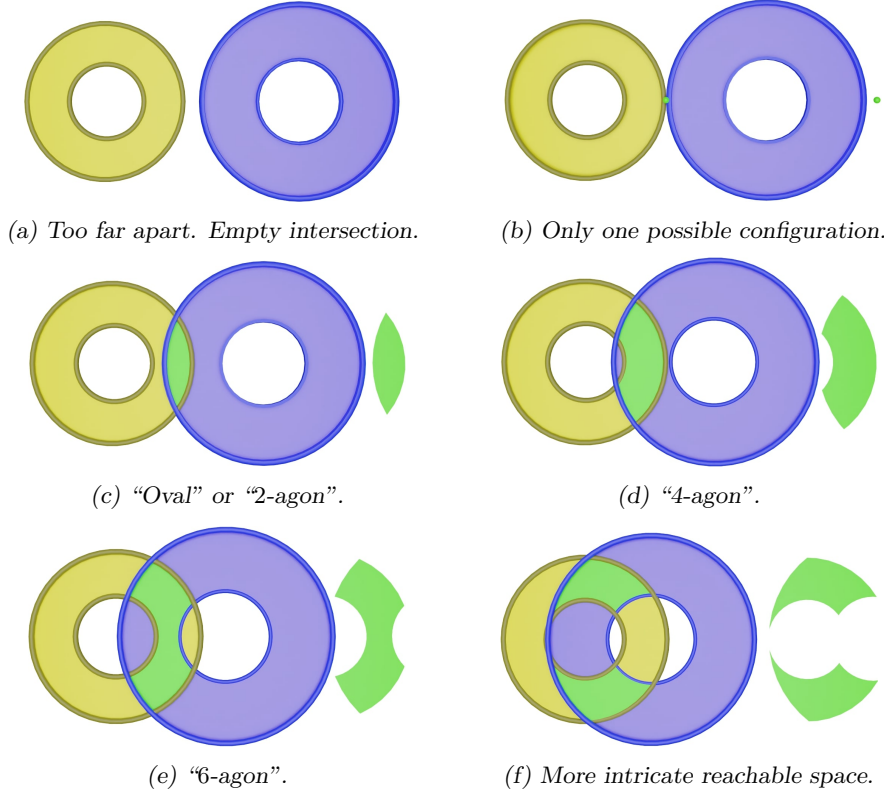 (a) Too far apart. Empty intersection.
(b) Only one possible configuration.
(c) “Oval” or “2-agon”.
(d) “4-agon”.
(e) “6-agon”.
(f) More intricate reachable space.